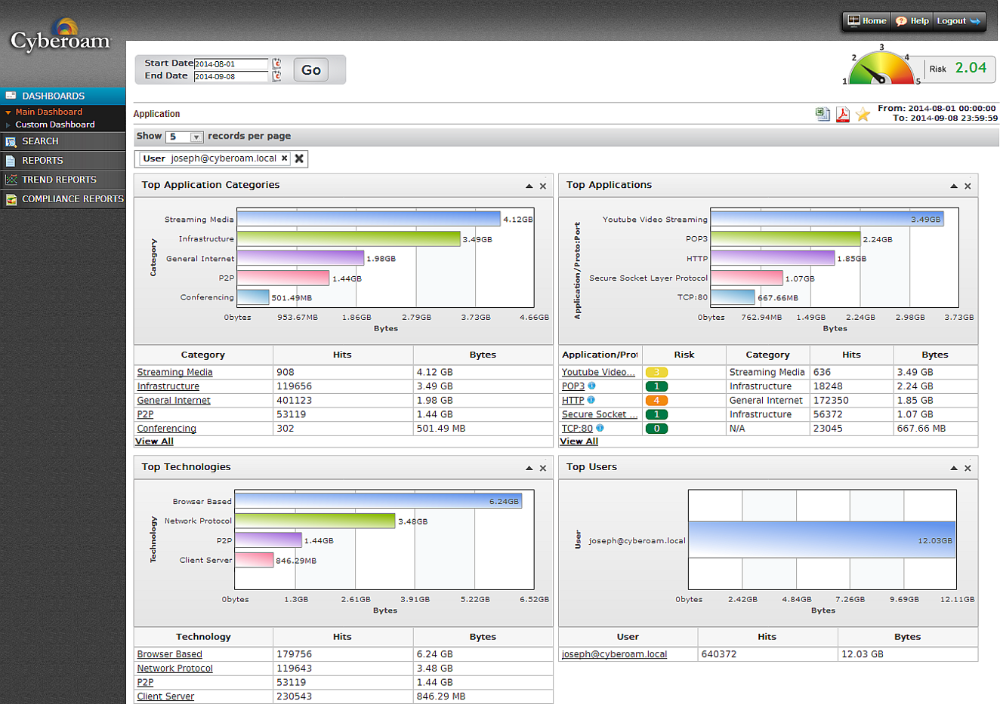 Cyberoam
Home Help Logout
Start Date 2014-08-01
End Date 2014-09-08
Go
1 2 3 4 5
Risk 2.04
DASHBOARDS
Main Dashboard
Custom Dashboard
SEARCH
REPORTS
TREND REPORTS
COMPLIANCE REPORTS
Application
From: 2014-08-01 00:00:00
To: 2014-09-08 23:59:59
Show 5 records per page
User joseph@cyberoam.local
Top Application Categories
Category
Streaming Media 4.12GB
Infrastructure 3.49GB
General Internet 1.98GB
P2P 1.44GB
Conferencing 501.49MB
0bytes 953.67MB 1.86GB 2.79GB 3.73GB 4.66GB
Bytes
Category Hits Bytes
Streaming Media 908 4.12 GB
Infrastructure 119656 3.49 GB
General Internet 401123 1.98 GB
P2P 53119 1.44 GB
Conferencing 302 501.49 MB
View All
Top Applications
Application/Proto:Port
Youtube Video Streaming 3.49GB
POP3 2.24GB
HTTP 1.85GB
Secure Socket Layer Protocol 1.07GB
TCP:80 667.66MB
0bytes 762.94MB 1.49GB 2.24GB 2.98GB 3.73GB
Bytes
Application/Prot Risk Category Hits Bytes
Youtube Video... 3 Streaming Media 636 3.49 GB
POP3 1 Infrastructure 18248 2.24 GB
HTTP 4 General Internet 172350 1.85 GB
Secure Socket ... 1 Infrastructure 56372 1.07 GB
TCP:80 0 N/A 23045 667.66 MB
View All
Top Technologies
Technology
Browser Based 6.24GB
Network Protocol 3.48GB
P2P 1.44GB
Client Server 846.29MB
0bytes 1.3GB 2.61GB 3.91GB 5.22GB 6.52GB
Bytes
Technology Hits Bytes
Browser Based 179756 6.24 GB
Network Protocol 119643 3.48 GB
P2P 53119 1.44 GB
Client Server 230543 846.29 MB
Top Users
User
joseph@cyberoam.local 12.03GB
0bytes 2.42GB 4.84GB 7.26GB 9.69GB 12.11GB
Bytes
User Hits Bytes
joseph@cyberoam.local 640372 12.03 GB